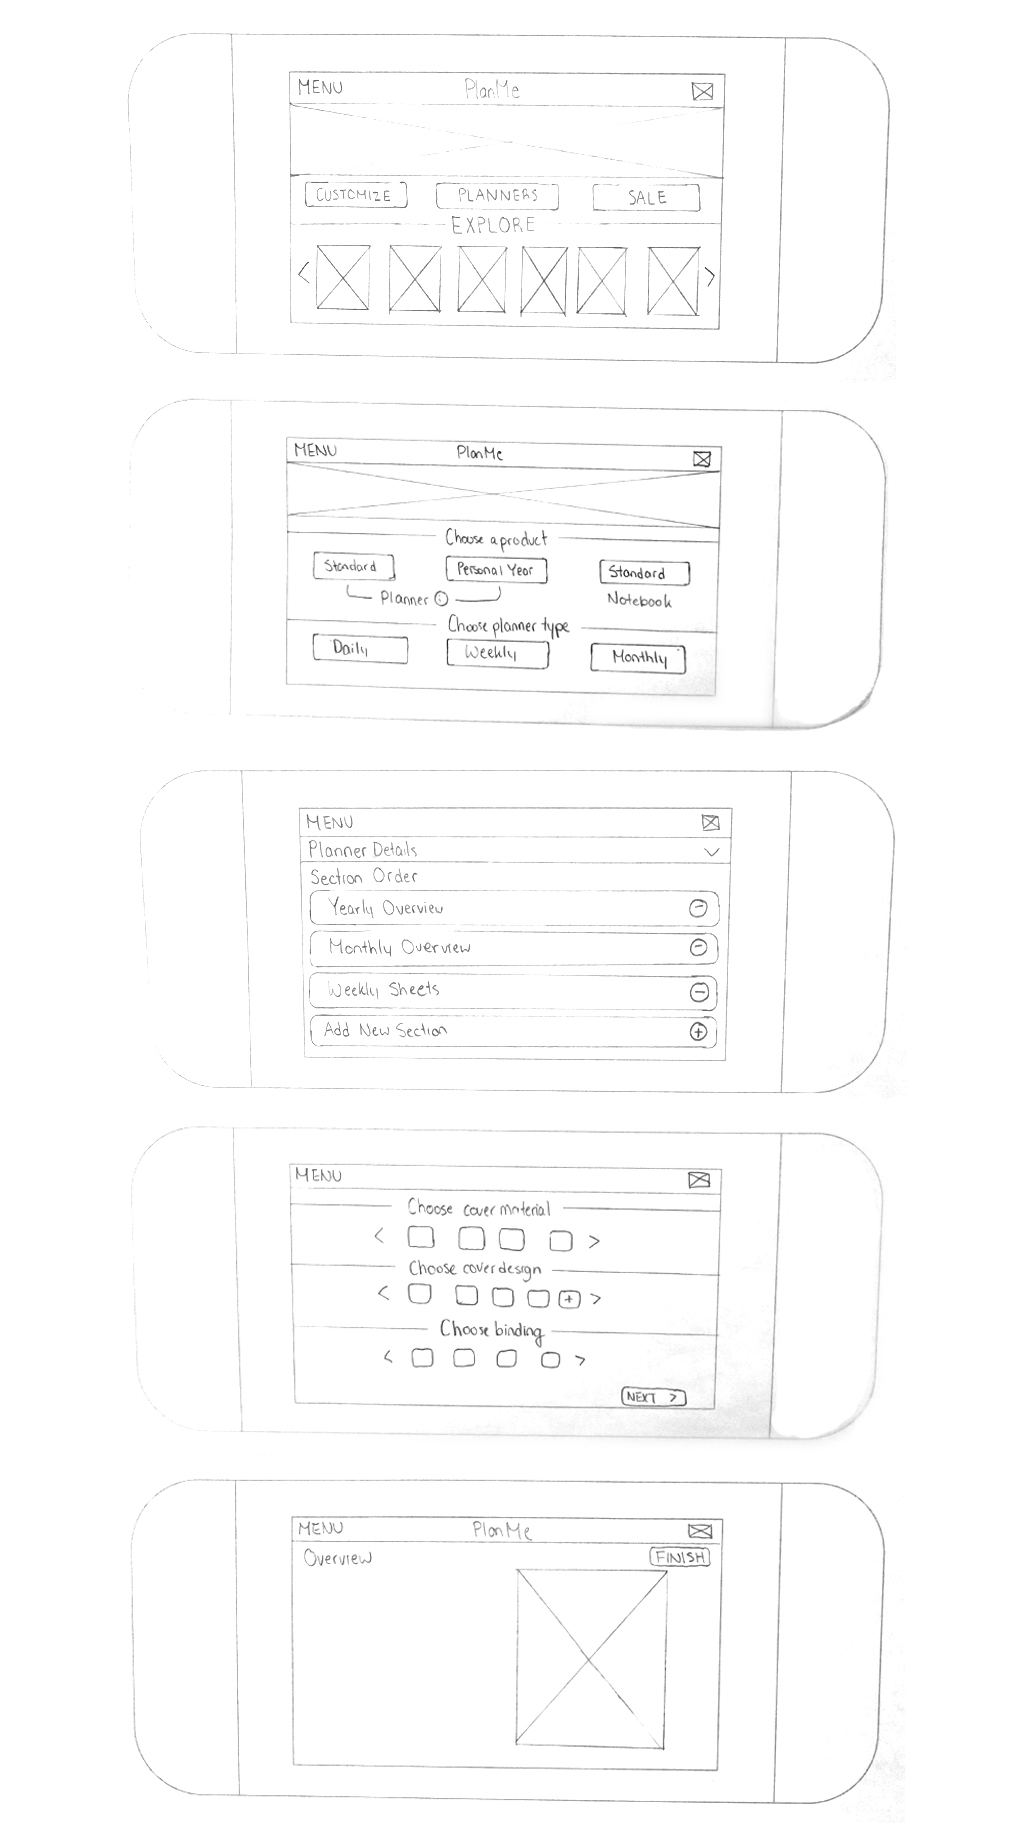 MENU PlanMe
CUSTOMIZE PLANNERS SALE
EXPLORE
< >
MENU PlanMe
Choose a product
Standard Personal Year Standard
Planner i Notebook
Choose planner type
Daily Weekly Monthly
MENU
Planner Details
Section Order
Yearly Overview
Monthly Overview
Weekly Sheets
Add New Section +
MENU
Choose cover material
< >
Choose cover design
< + >
Choose binding
< >
NEXT >
MENU PlanMe
Overview FINISH